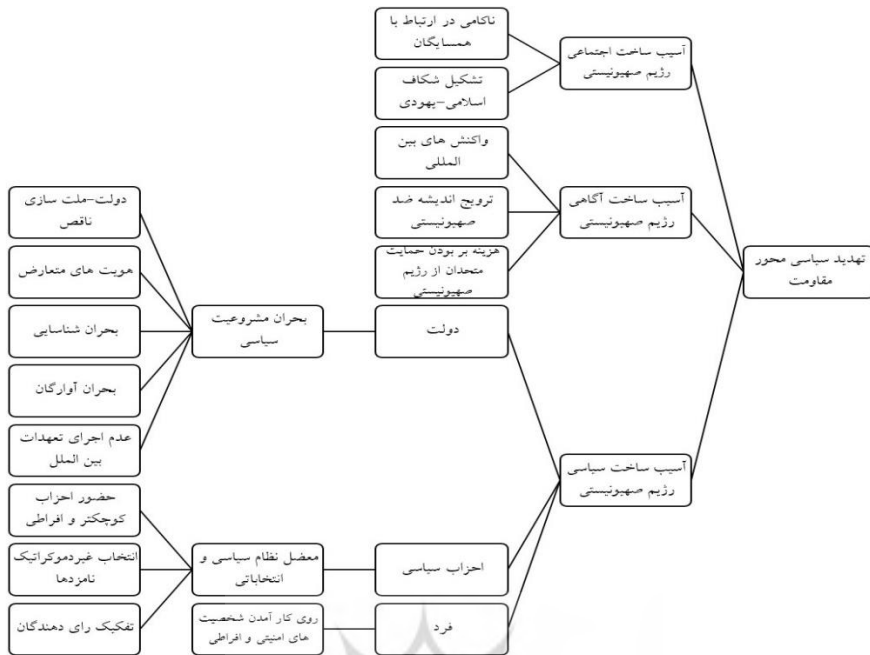 تهدید سیاسی محور
مقاومت
آسیب ساخت اجتماعی
رژیم صهیونیستی
ناکامی در ارتباط با
همسایگان
تشکیل شکاف
اسلامی-یهودی
آسیب ساخت آگاهی
رژیم صهیونیستی
واکنش های بین
المللی
ترویج اندیشه ضد
صهیونیستی
هزینه بر بودن حمایت
متحدان از رژیم
صهیونیستی
آسیب ساخت سیاسی
رژیم صهیونیستی
دولت
بحران مشروعیت
سیاسی
دولت-ملت سازی
ناقص
هویت های متعارض
بحران شناسایی
بحران آوارگان
عدم اجرای تعهدات
بین الملل
احزاب سیاسی
معضل نظام سیاسی و
انتخاباتی
حضور احزاب
کوچکتر و افراطی
انتخاب غیردموکراتیک
نامزدها
تفکیک رای دهندگان
فرد
روی کار آمدن شخصیت
های امنیتی و افراطی